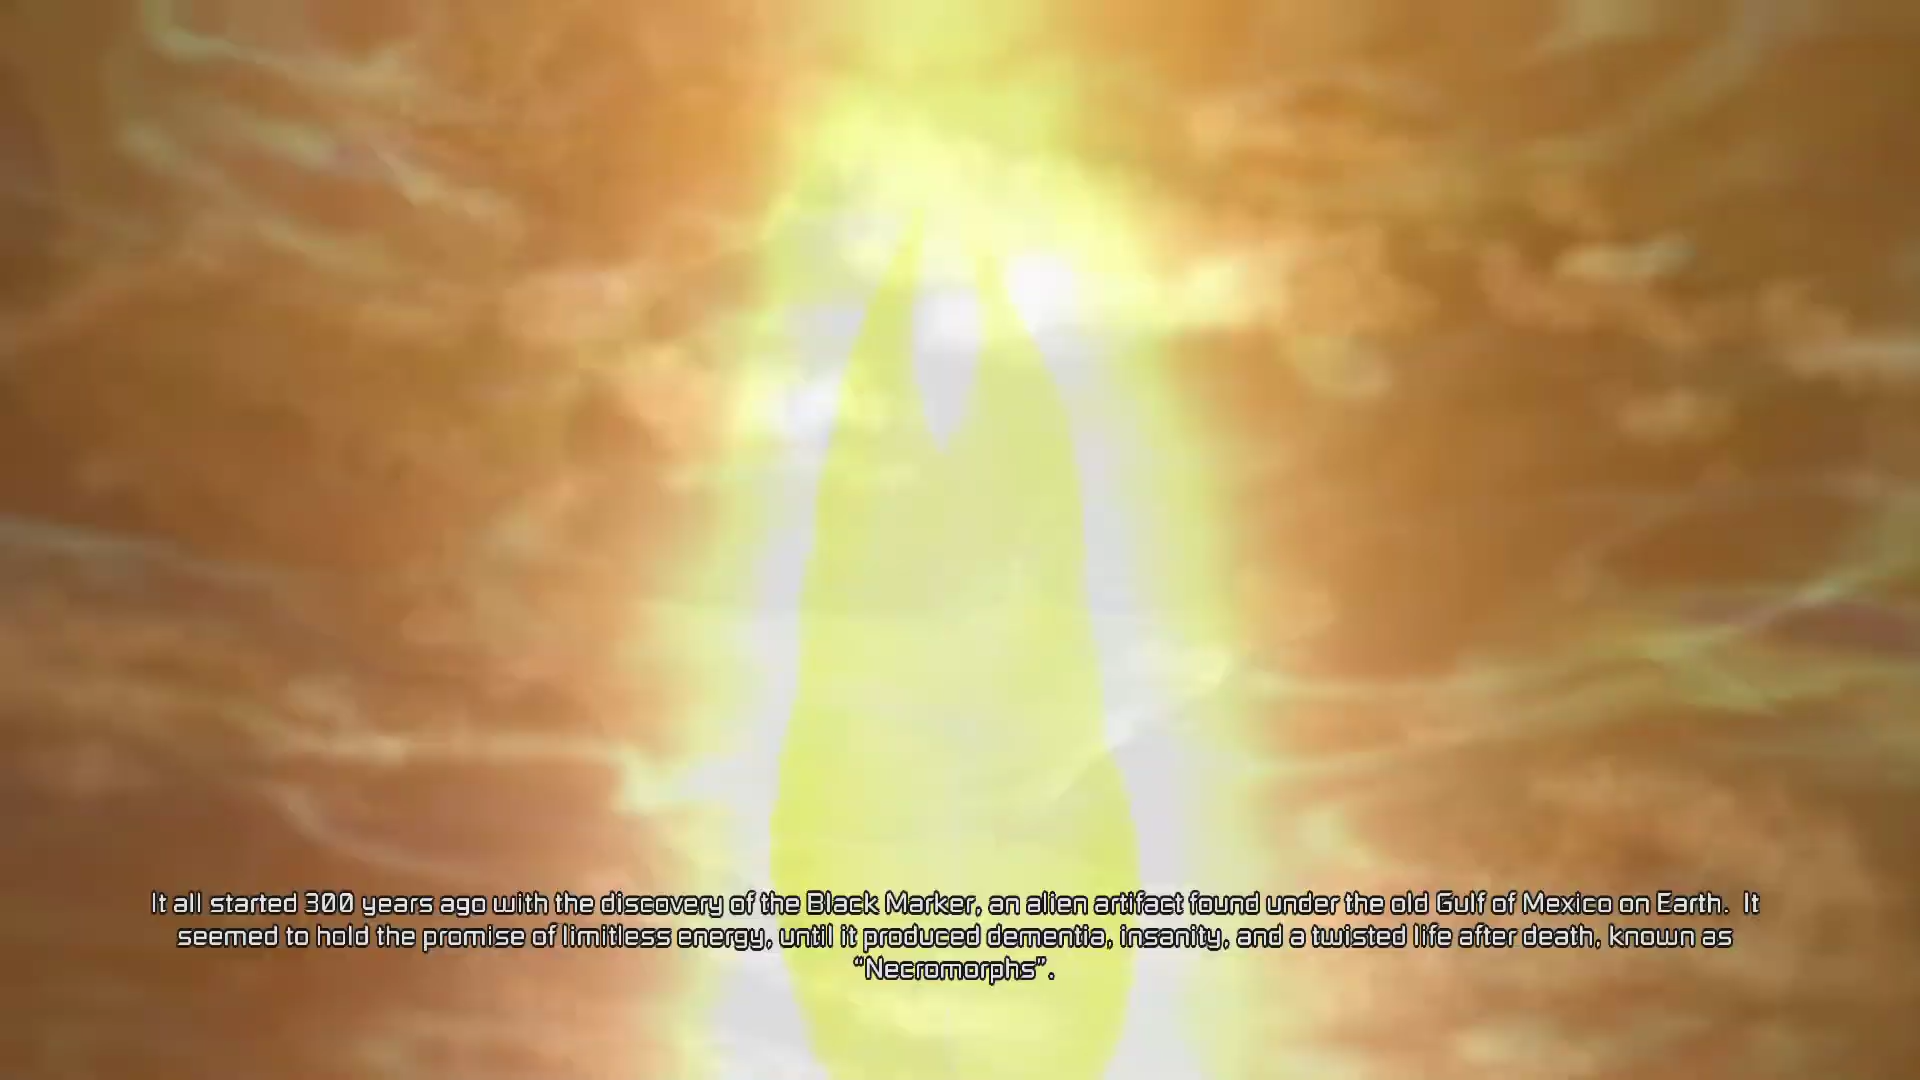 It all started 300 years ago with the discovery of the Black Marker, an alien artifact found under the old Gulf of Mexico on Earth.  It
seemed to hold the promise of limitless energy, until it produced dementia, insanity, and a twisted life after death, known as
“Necromorphs”.